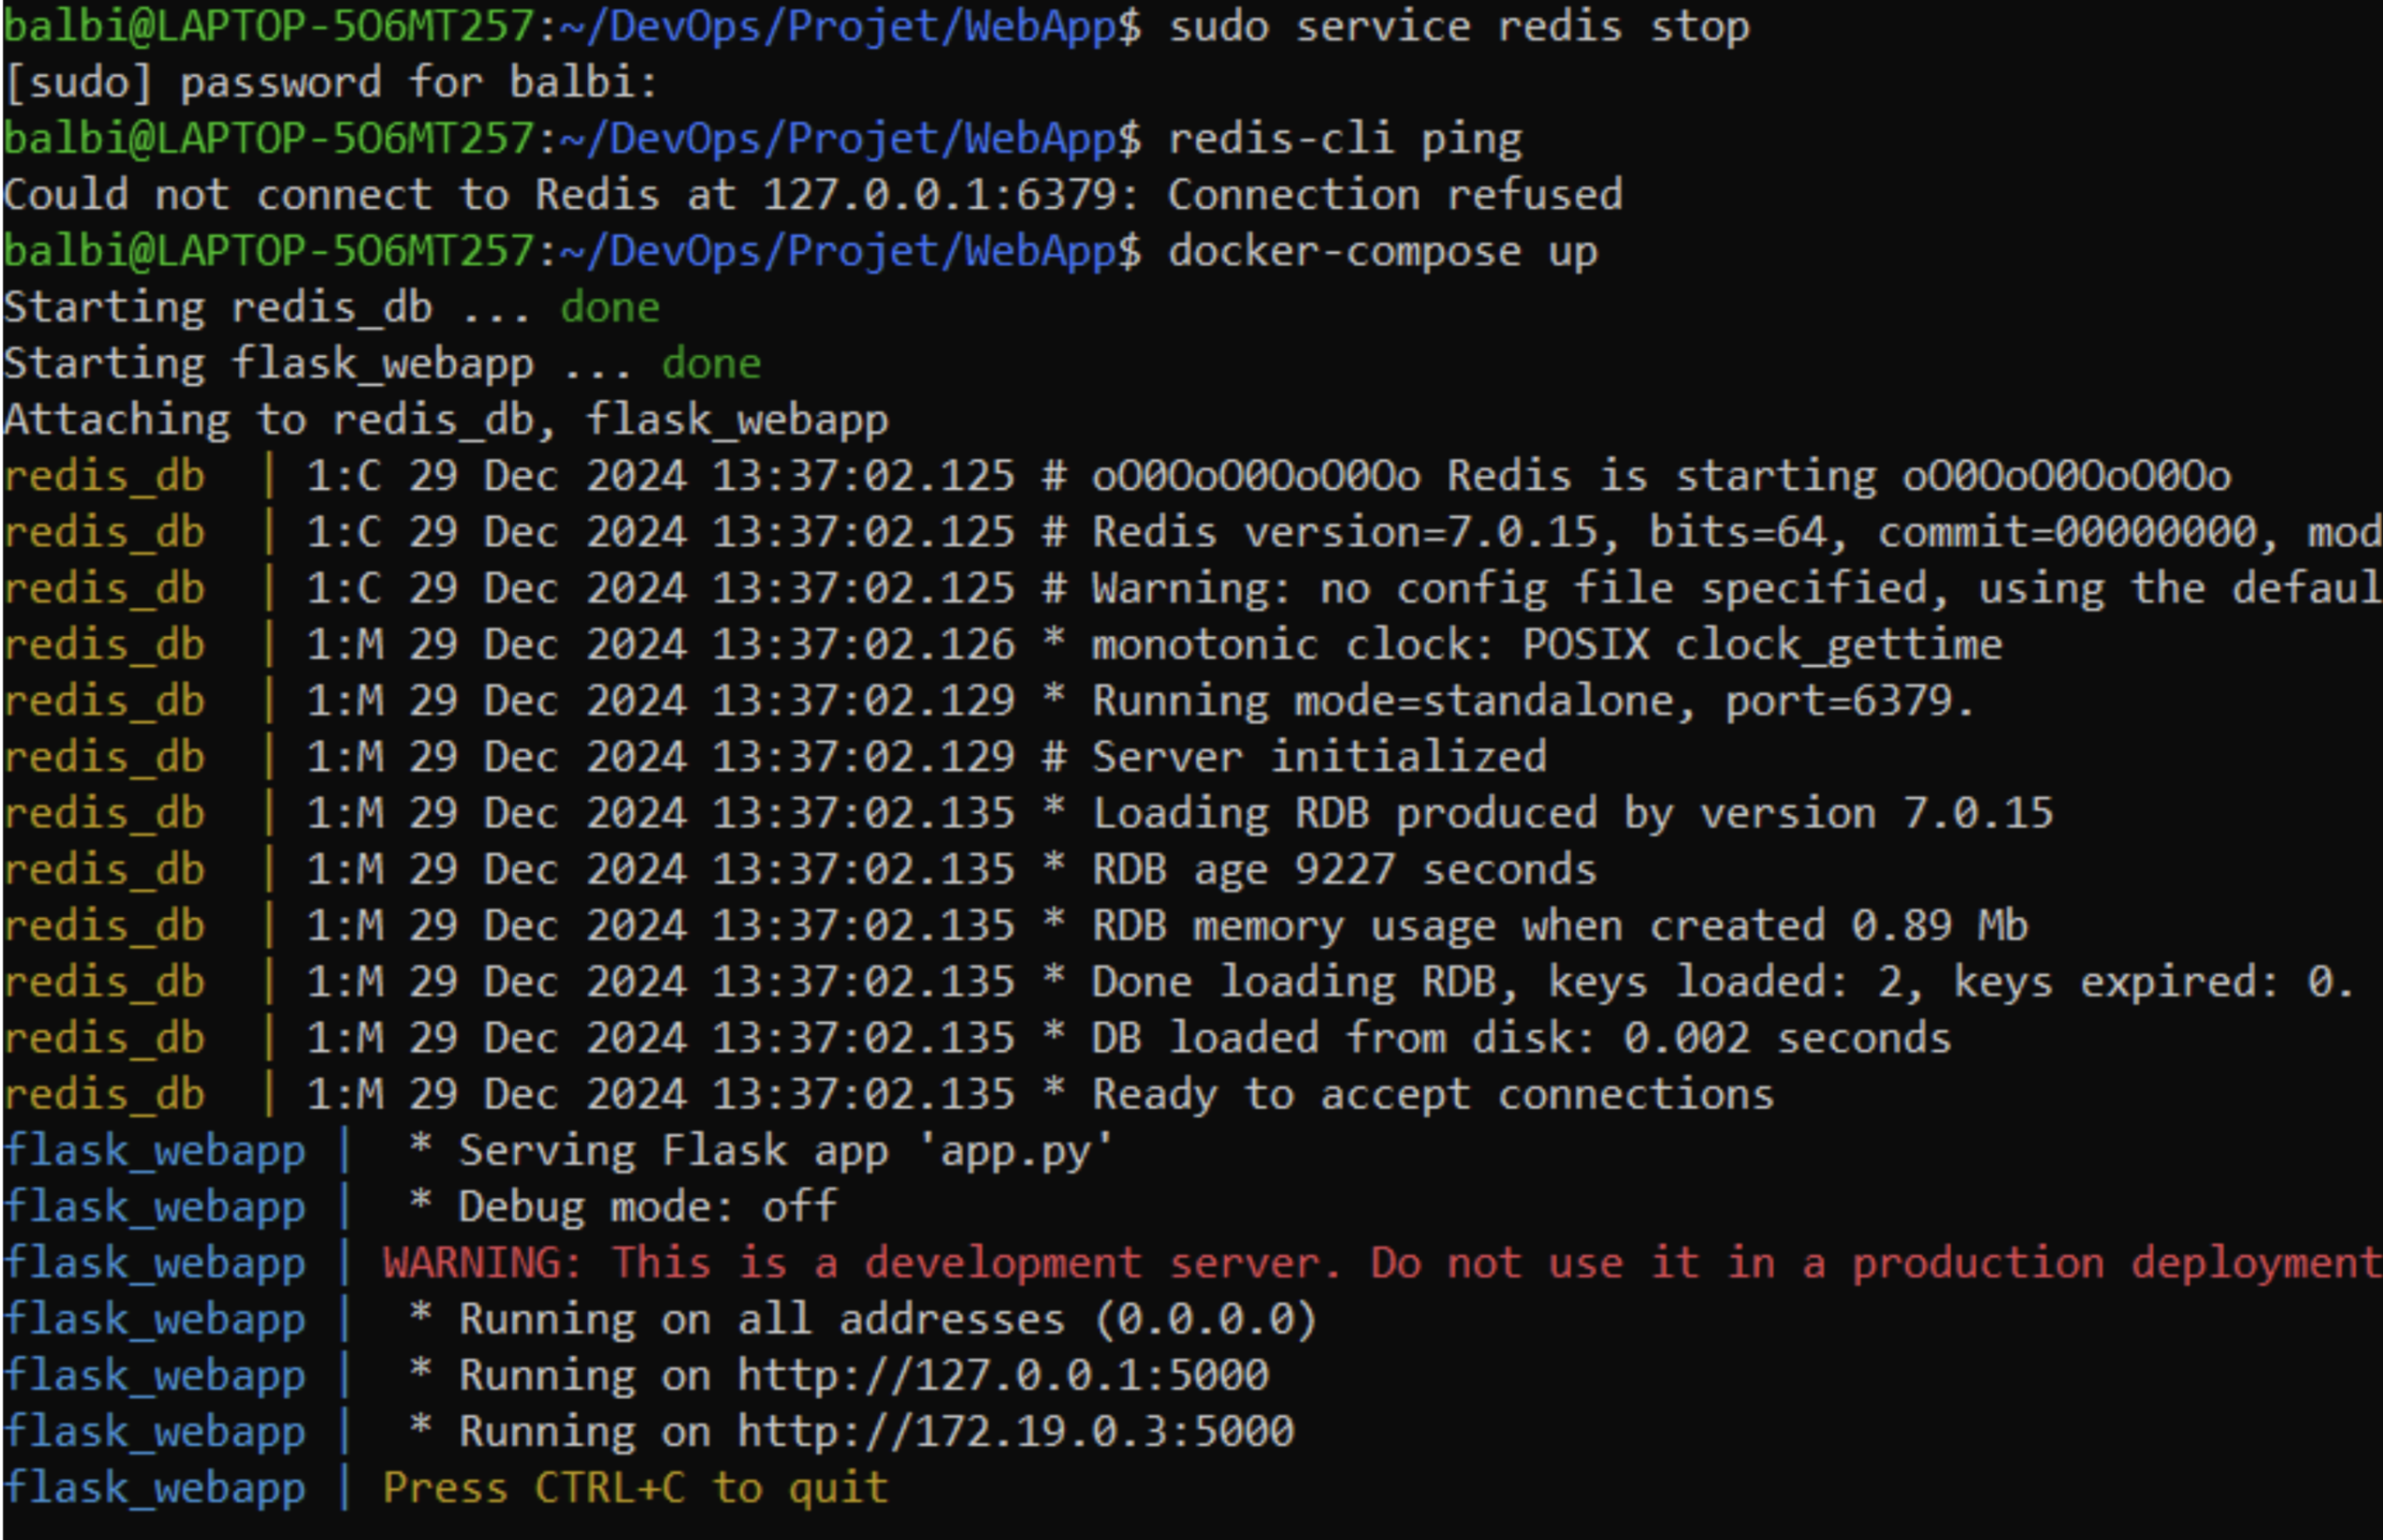 balbi@LAPTOP-5O6MT257:~/DevOps/Projet/WebApp$ sudo service redis stop
[sudo] password for balbi:
balbi@LAPTOP-5O6MT257:~/DevOps/Projet/WebApp$ redis-cli ping
Could not connect to Redis at 127.0.0.1:6379: Connection refused
balbi@LAPTOP-5O6MT257:~/DevOps/Projet/WebApp$ docker-compose up
Starting redis_db ... done
Starting flask_webapp ... done
Attaching to redis_db, flask_webapp
redis_db | 1:C 29 Dec 2024 13:37:02.125 # oO0OoO0OoO0Oo Redis is starting oO0OoO0OoO0Oo
redis_db | 1:C 29 Dec 2024 13:37:02.125 # Redis version=7.0.15, bits=64, commit=00000000, mod
redis_db | 1:C 29 Dec 2024 13:37:02.125 # Warning: no config file specified, using the defaul
redis_db | 1:M 29 Dec 2024 13:37:02.126 * monotonic clock: POSIX clock_gettime
redis_db | 1:M 29 Dec 2024 13:37:02.129 * Running mode=standalone, port=6379.
redis_db | 1:M 29 Dec 2024 13:37:02.129 # Server initialized
redis_db | 1:M 29 Dec 2024 13:37:02.135 * Loading RDB produced by version 7.0.15
redis_db | 1:M 29 Dec 2024 13:37:02.135 * RDB age 9227 seconds
redis_db | 1:M 29 Dec 2024 13:37:02.135 * RDB memory usage when created 0.89 Mb
redis_db | 1:M 29 Dec 2024 13:37:02.135 * Done loading RDB, keys loaded: 2, keys expired: 0.
redis_db | 1:M 29 Dec 2024 13:37:02.135 * DB loaded from disk: 0.002 seconds
redis_db | 1:M 29 Dec 2024 13:37:02.135 * Ready to accept connections
flask_webapp | * Serving Flask app 'app.py'
flask_webapp | * Debug mode: off
flask_webapp | WARNING: This is a development server. Do not use it in a production deployment
flask_webapp | * Running on all addresses (0.0.0.0)
flask_webapp | * Running on http://127.0.0.1:5000
flask_webapp | * Running on http://172.19.0.3:5000
flask_webapp | Press CTRL+C to quit